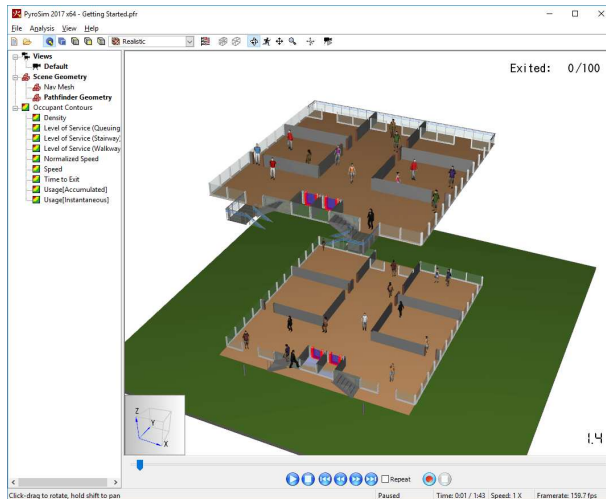 PyroSim 2017 x64 - Getting Started.pfr
File Analysis View Help
Realistic
Views
Default
Scene Geometry
Nav Mesh
Pathfinder Geometry
Occupant Contours
Density
Level of Service (Queuing
Level of Service (Stairway)
Level of Service (Walkway
Normalized Speed
Speed
Time to Exit
Usage[Accumulated]
Usage[Instantaneous]
Exited: 0/100
Z
Y
X
1.4
Repeat
Click-drag to rotate, hold shift to pan
Paused
Time: 0:01 / 1:43
Speed: 1 X
Framerate: 159.7 fps